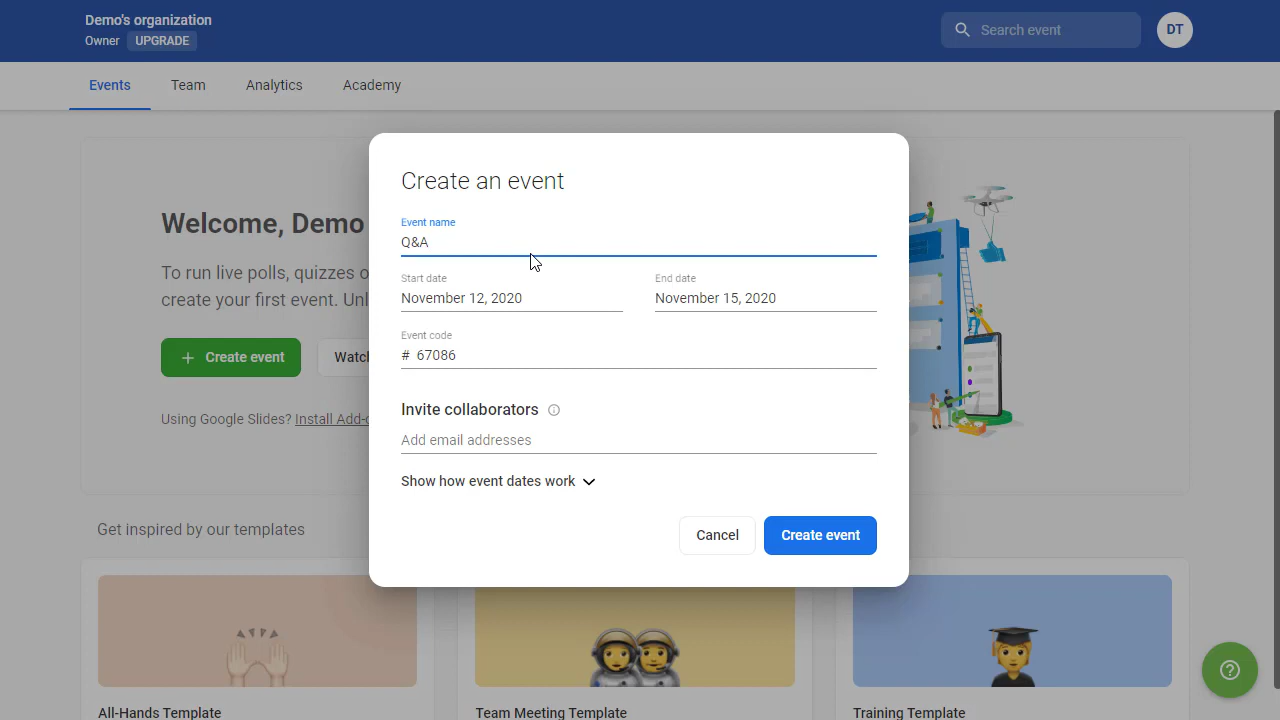 Demo's organization
Owner UPGRADE
Search event
DT
Events Team Analytics Academy
Welcome, Demo
To run live polls, quizzes o
create your first event. Unl
Create event
Watch
Using Google Slides? Install Add-o
Create an event
Event name
Q&A
Start date End date
November 12, 2020 November 15, 2020
Event code
# 67086
Invite collaborators
Add email addresses
Show how event dates work
Cancel Create event
Get inspired by our templates
All-Hands Template Team Meeting Template Training Template